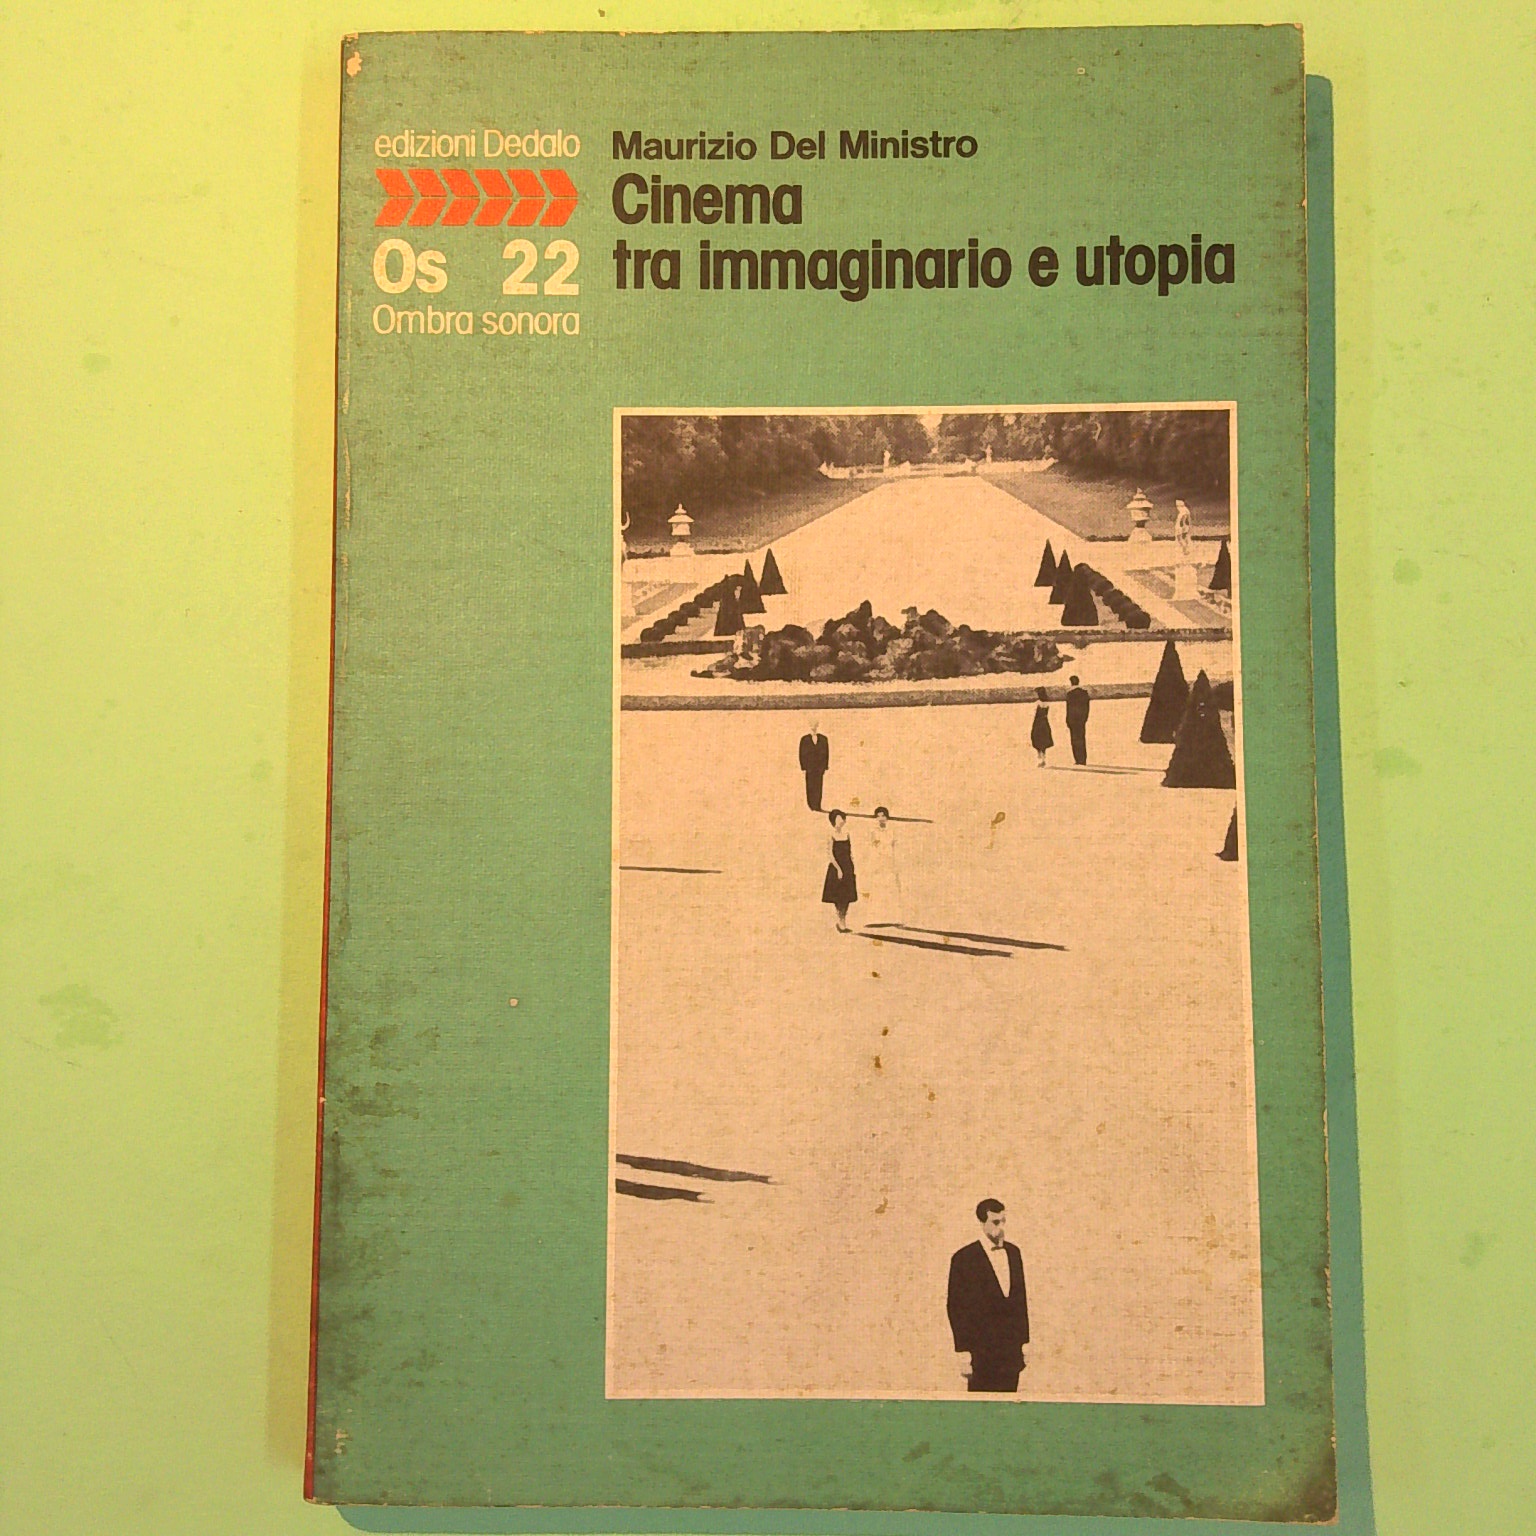 edizioni Dedalo
Os 22
Ombra sonora
Maurizio Del Ministro
Cinema
tra immaginario e utopia